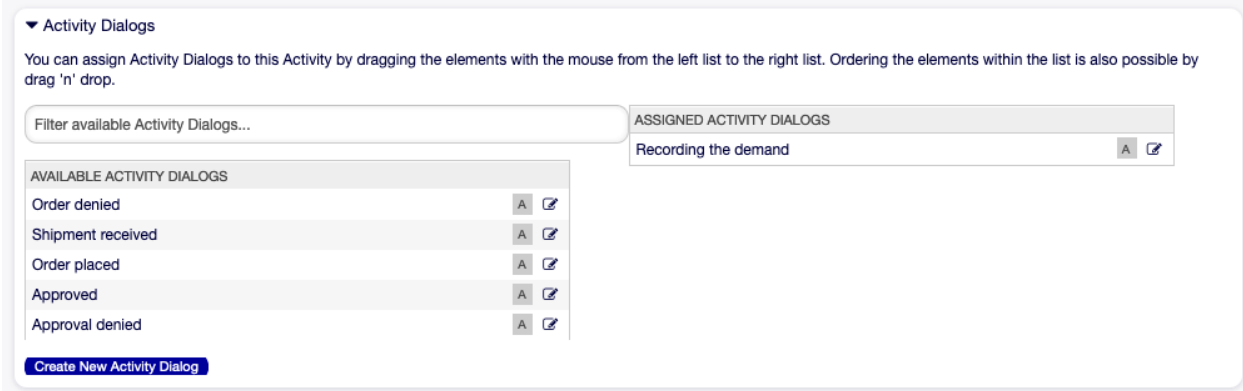 Activity Dialogs
You can assign Activity Dialogs to this Activity by dragging the elements with the mouse from the left list to the right list. Ordering the elements within the list is also possible by
drag 'n' drop.
Filter available Activity Dialogs...
AVAILABLE ACTIVITY DIALOGS
Order denied A
Shipment received A
Order placed A
Approved A
Approval denied A
Create New Activity Dialog
ASSIGNED ACTIVITY DIALOGS
Recording the demand A